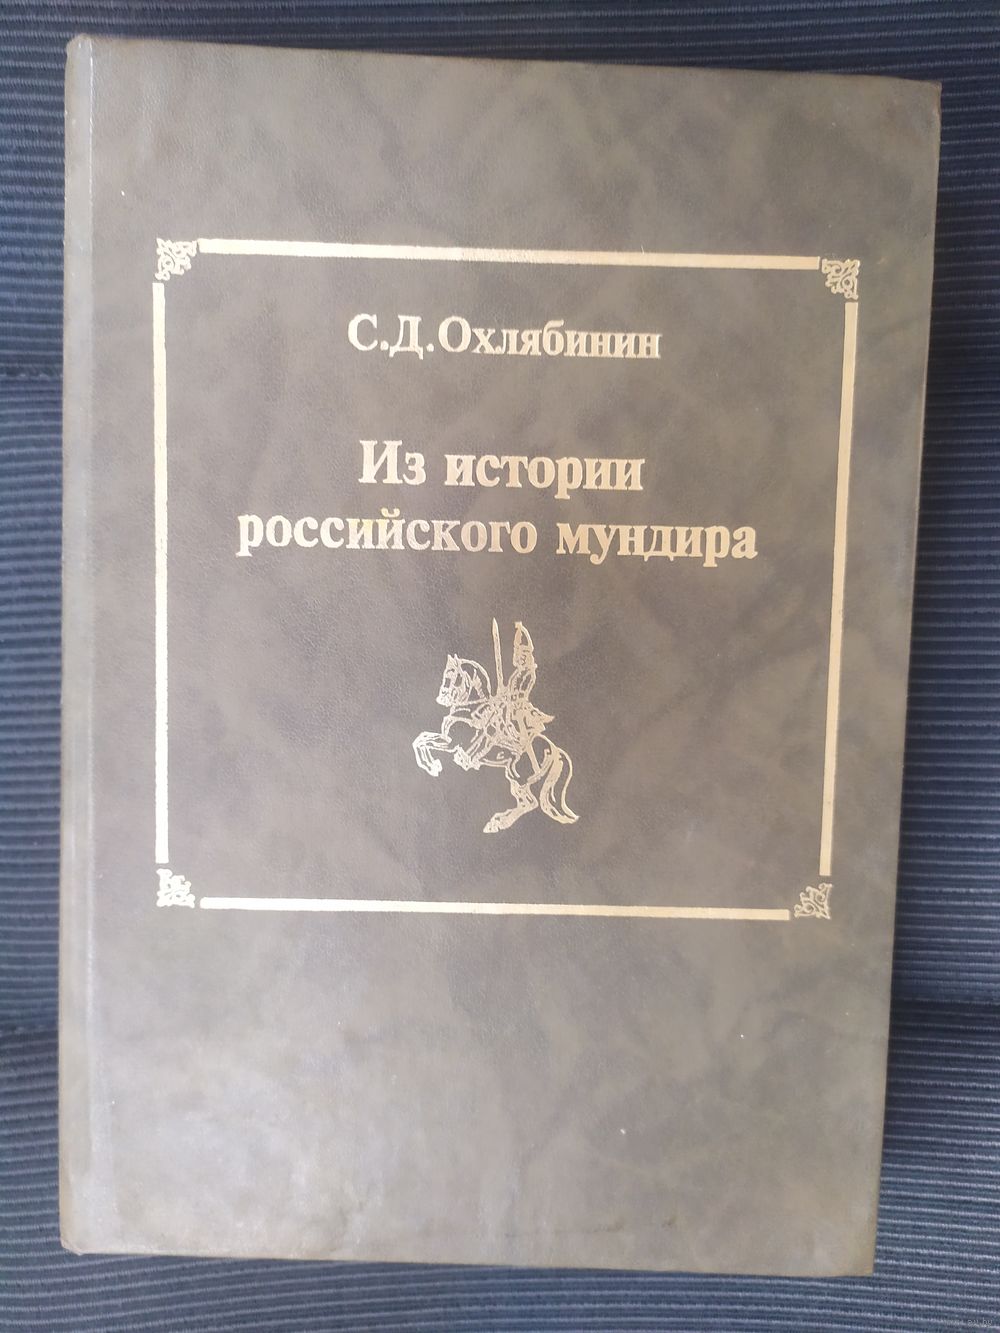 С.Д.Охлябинин
Из истории
российского мундира